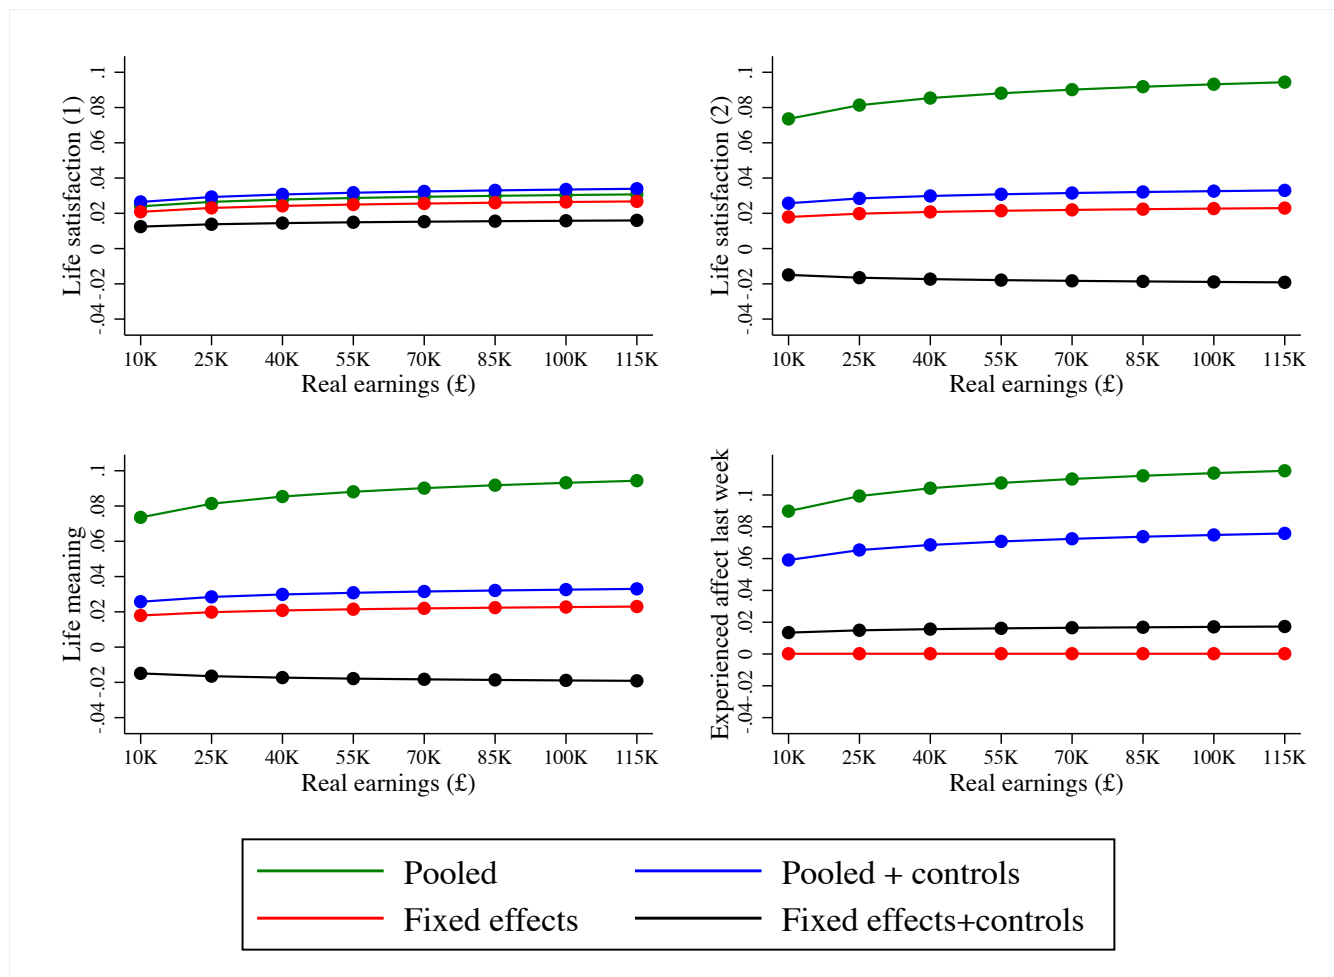 Life satisfaction (1)
.1
.08
.06
.04
.02
0
-.02
-.04
10K 25K 40K 55K 70K 85K 100K 115K
Real earnings (£)
Life satisfaction (2)
.1
.08
.06
.04
.02
0
-.02
-.04
10K 25K 40K 55K 70K 85K 100K 115K
Real earnings (£)
Life meaning
.1
.08
.06
.04
.02
0
-.02
-.04
10K 25K 40K 55K 70K 85K 100K 115K
Real earnings (£)
Experienced affect last week
.1
.08
.06
.04
.02
0
-.02
-.04
10K 25K 40K 55K 70K 85K 100K 115K
Real earnings (£)
Pooled Pooled + controls
Fixed effects Fixed effects+controls